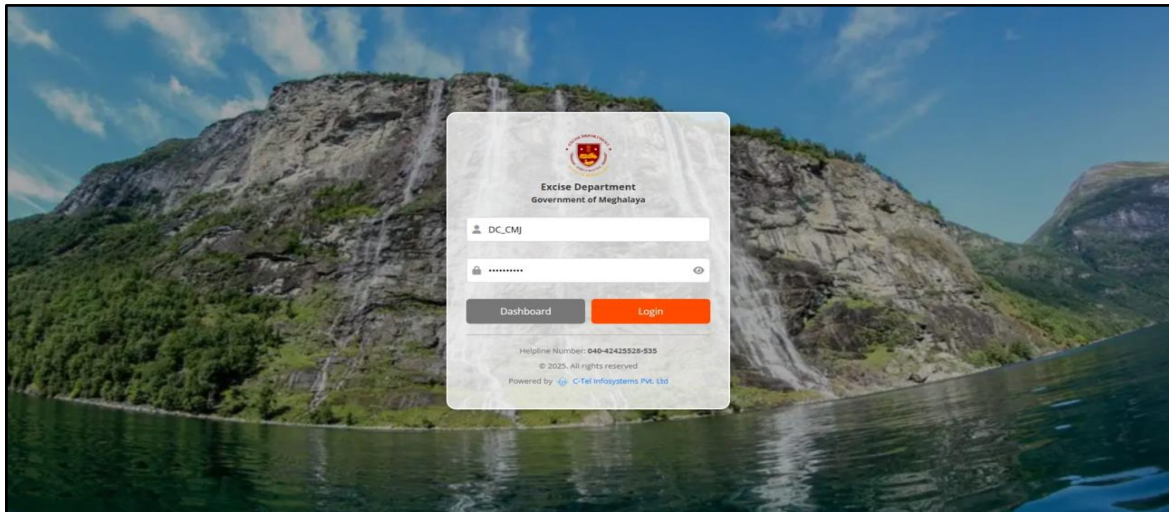 Excise Department
Government of Meghalaya
DC_CMJ
••••••••••
Dashboard
Login
Helpline Number: 040-42425528-535
© 2025. All rights reserved
Powered by C-Tel Infosystems Pvt. Ltd